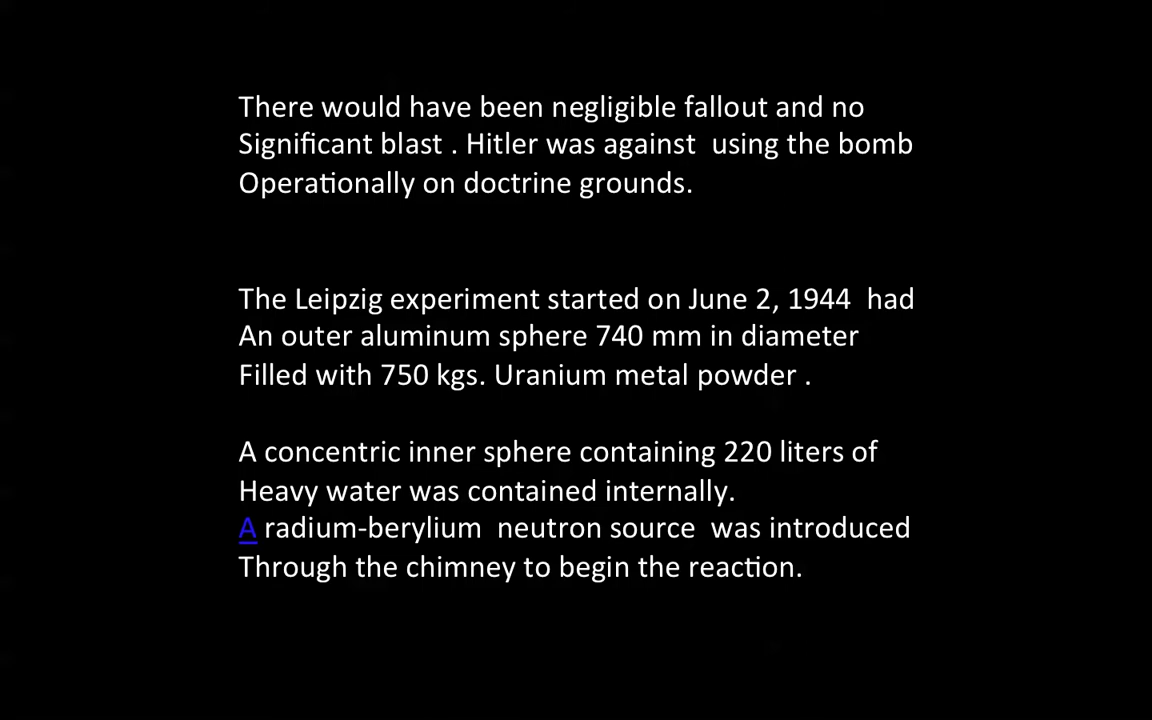 There would have been negligible fallout and no
Significant blast . Hitler was against  using the bomb
Operationally on doctrine grounds.
The Leipzig experiment started on June 2, 1944  had
An outer aluminum sphere 740 mm in diameter
Filled with 750 kgs. Uranium metal powder .
A concentric inner sphere containing 220 liters of
Heavy water was contained internally.
A radium-berylium  neutron source  was introduced
Through the chimney to begin the reaction.